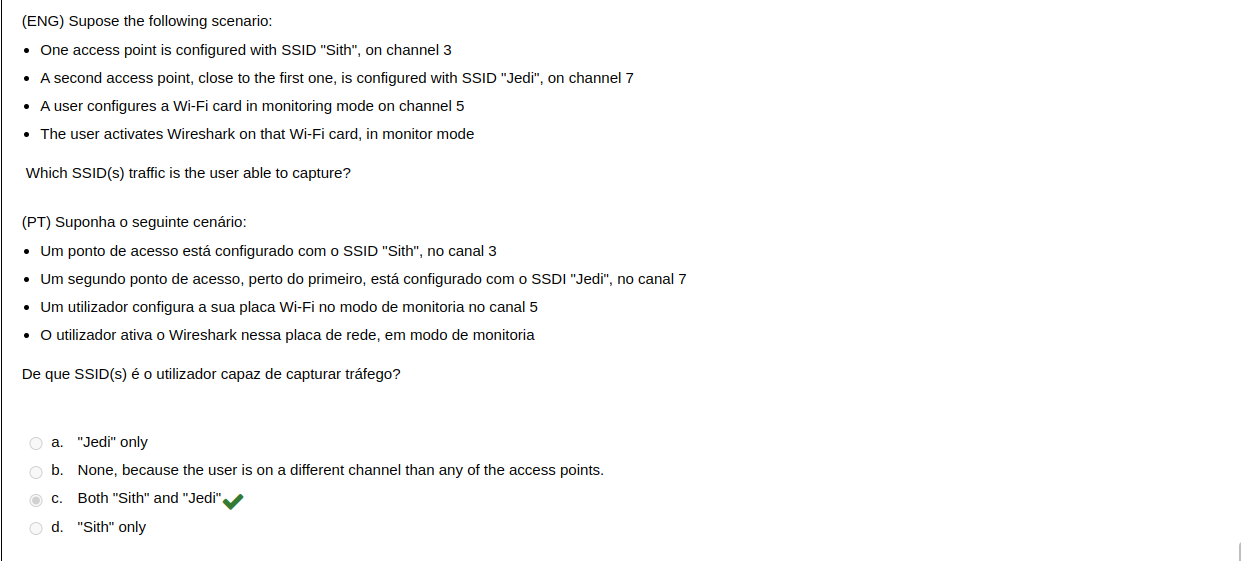 (ENG) Supose the following scenario:
• One access point is configured with SSID "Sith", on channel 3
• A second access point, close to the first one, is configured with SSID "Jedi", on channel 7
• A user configures a Wi-Fi card in monitoring mode on channel 5
• The user activates Wireshark on that Wi-Fi card, in monitor mode
Which SSID(s) traffic is the user able to capture?
(PT) Suponha o seguinte cenário:
• Um ponto de acesso está configurado com o SSID "Sith", no canal 3
• Um segundo ponto de acesso, perto do primeiro, está configurado com o SSDI "Jedi", no canal 7
• Um utilizador configura a sua placa Wi-Fi no modo de monitoria no canal 5
• O utilizador ativa o Wireshark nessa placa de rede, em modo de monitoria
De que SSID(s) é o utilizador capaz de capturar tráfego?
a. "Jedi" only
b. None, because the user is on a different channel than any of the access points.
c. Both "Sith" and "Jedi"
d. "Sith" only